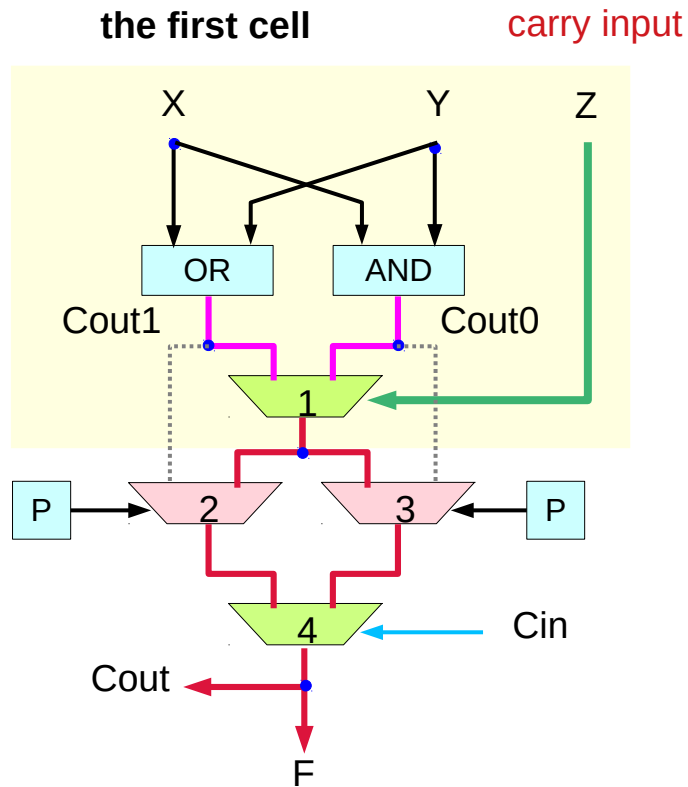 the first cell
carry input
X
Y
Z
OR
AND
Cout1
Cout0
1
P
2
3
P
4
Cin
Cout
F